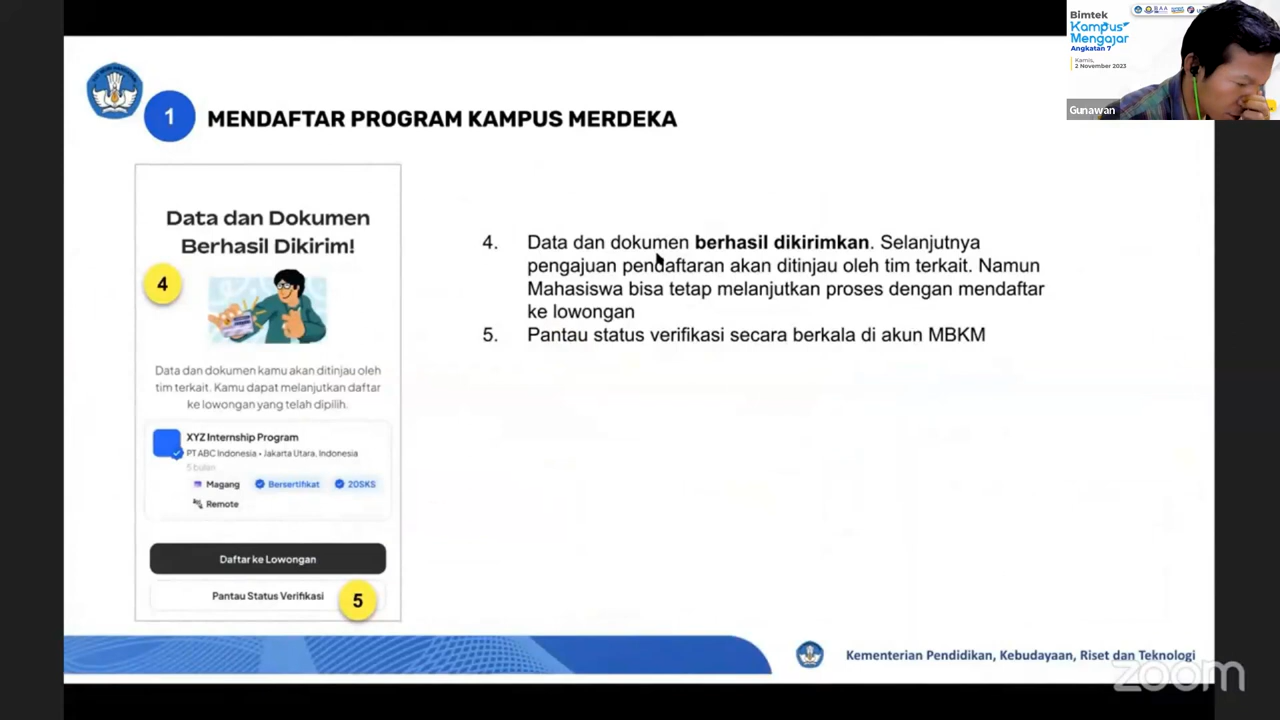 Bimtek
Kampus
Mengajar
Angkatan 7
Kamis,
2 November 2023
Gunawan
1
MENDAFTAR PROGRAM KAMPUS MERDEKA
Data dan Dokumen
Berhasil Dikirim!
4
Data dan dokumen kamu akan ditinjau oleh
tim terkait. Kamu dapat melanjutkan daftar
ke lowongan yang telah dipilih.
XYZ Internship Program
PT ABC Indonesia • Jakarta Utara, Indonesia
5 bulan
Magang Bersertifikat 20SKS
Remote
Daftar ke Lowongan
Pantau Status Verifikasi
5
4. Data dan dokumen berhasil dikirimkan. Selanjutnya
pengajuan pendaftaran akan ditinjau oleh tim terkait. Namun
Mahasiswa bisa tetap melanjutkan proses dengan mendaftar
ke lowongan
5. Pantau status verifikasi secara berkala di akun MBKM
Kementerian Pendidikan, Kebudayaan, Riset dan Teknologi
zoom